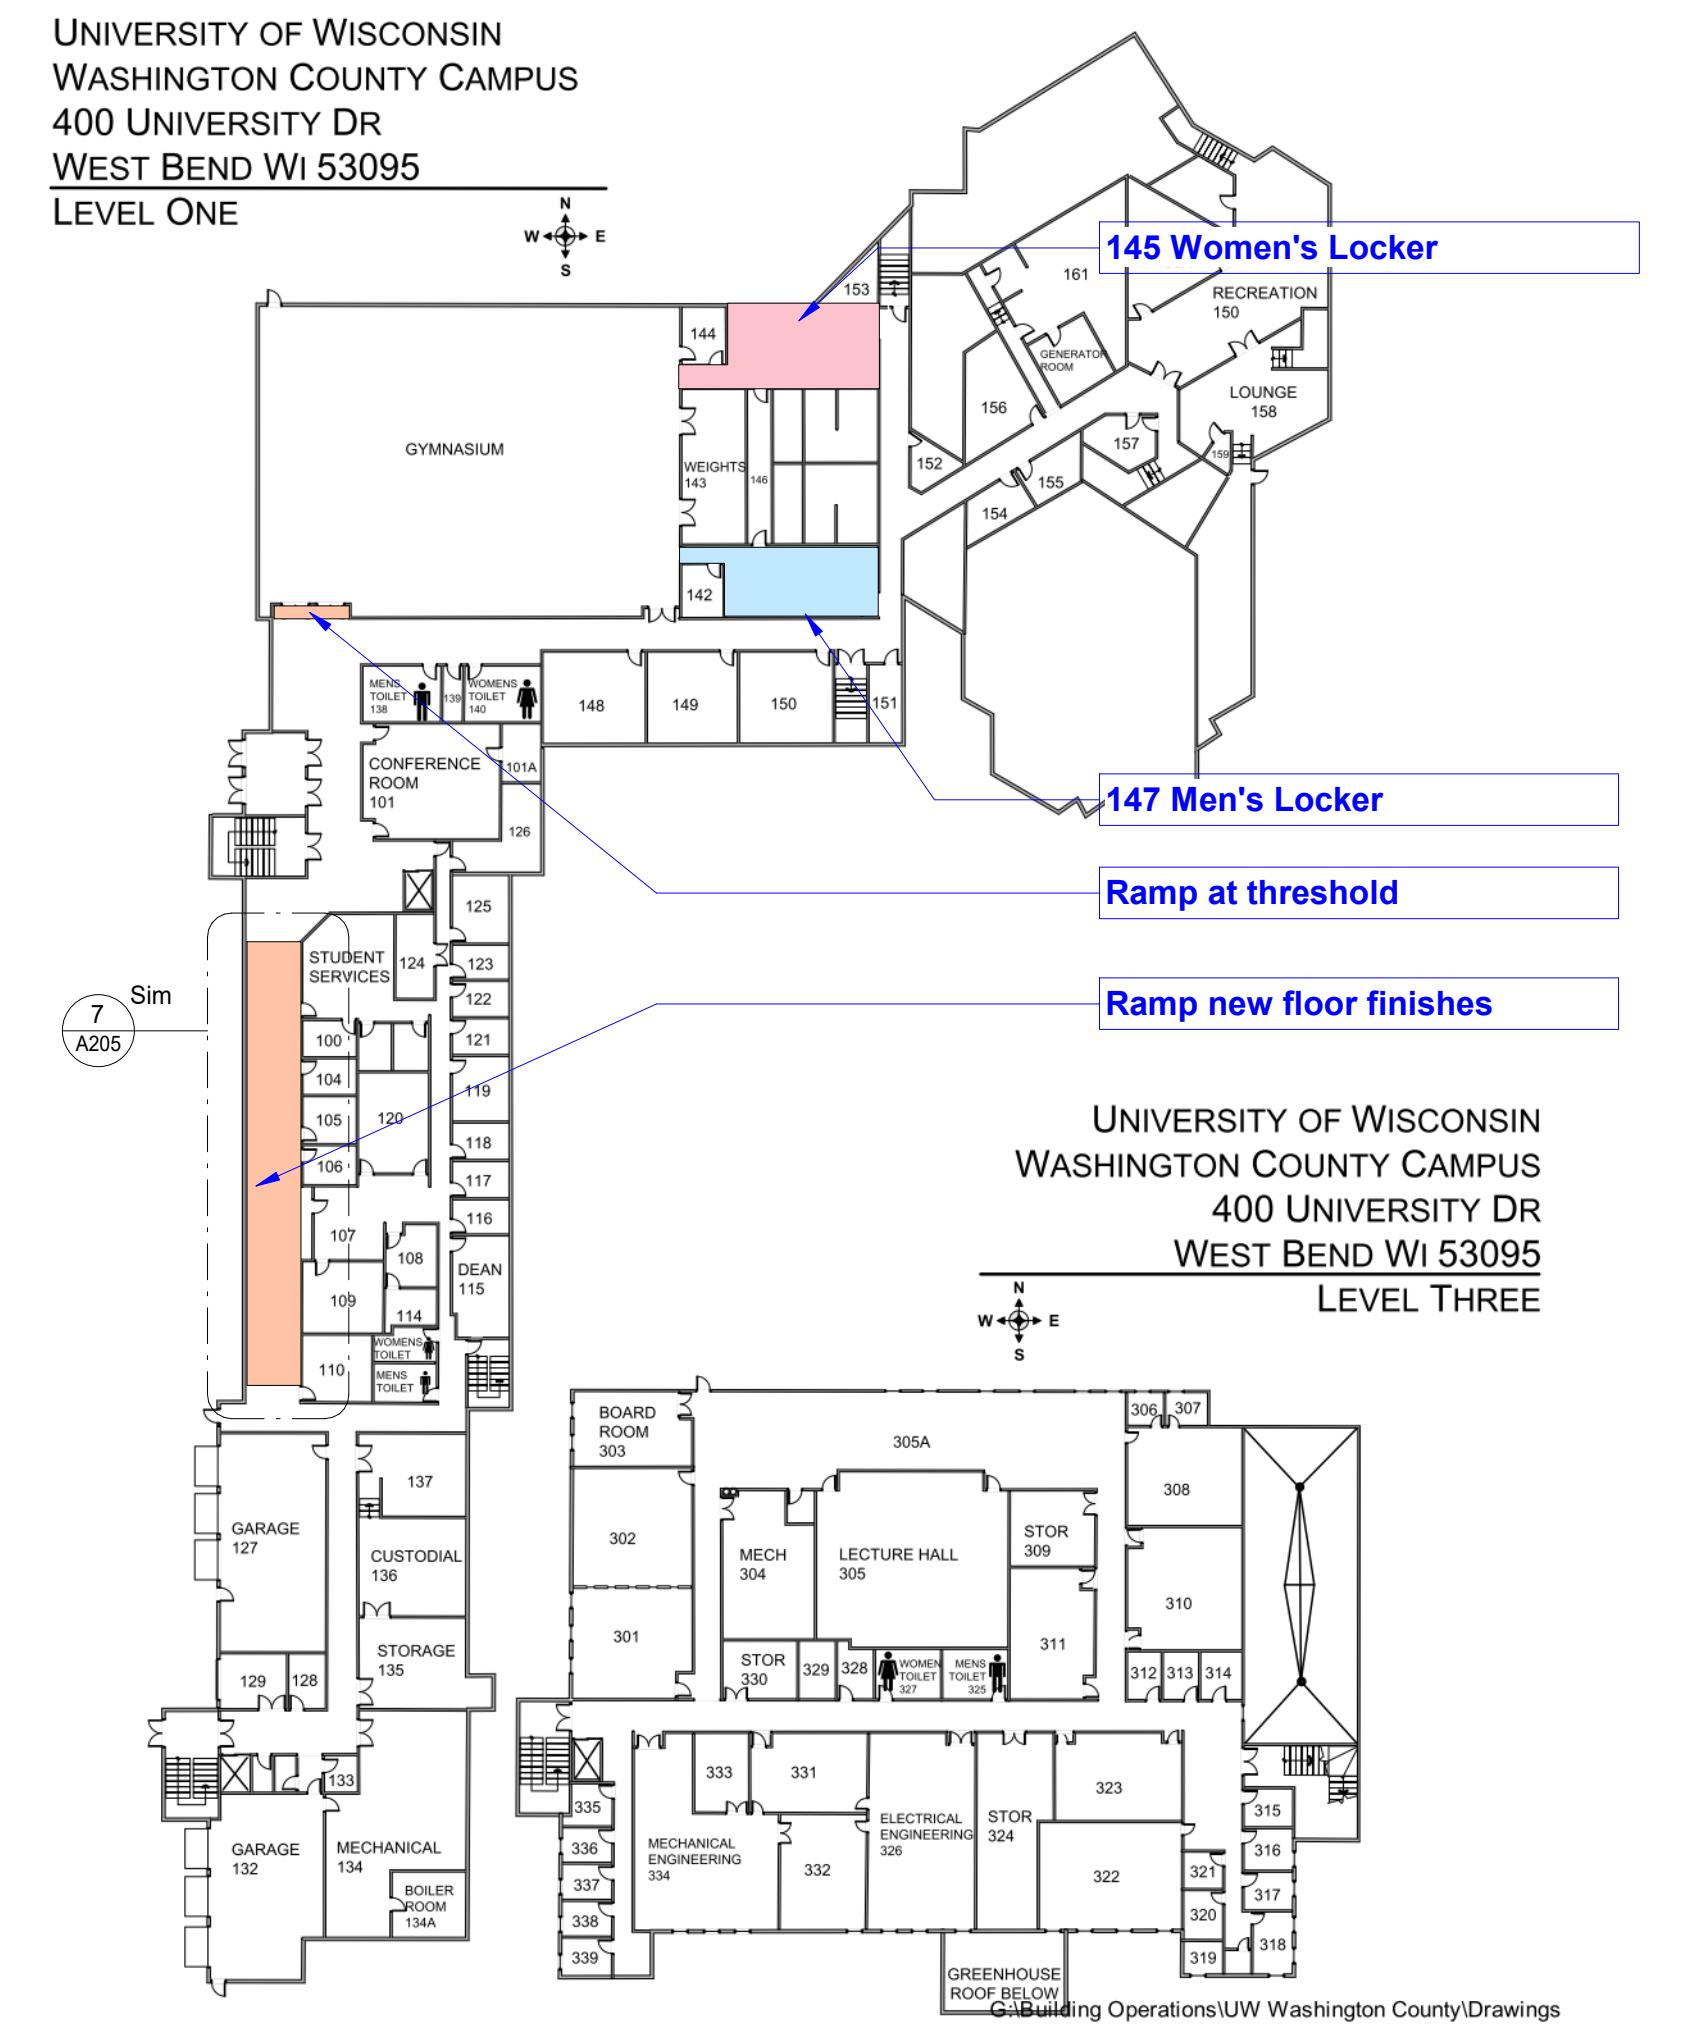 UNIVERSITY OF WISCONSIN
WASHINGTON COUNTY CAMPUS
400 UNIVERSITY DR
WEST BEND WI 53095
LEVEL ONE
N
W E
S
145 Women's Locker
153
161
RECREATION
150
144
GENERATOR
ROOM
LOUNGE
158
156
GYMNASIUM
157
152
159
WEIGHTS
143
146
155
154
142
MENS
TOILET
138
139
WOMENS
TOILET
140
148
149
150
151
CONFERENCE
ROOM
101
101A
147 Men's Locker
126
Ramp at threshold
125
STUDENT
SERVICES
124
123
Sim
7
A205
122
Ramp new floor finishes
100
121
104
119
105
120
118
106
117
116
107
108
DEAN
115
109
114
WOMENS
TOILET
110
MENS
TOILET
UNIVERSITY OF WISCONSIN
WASHINGTON COUNTY CAMPUS
400 UNIVERSITY DR
WEST BEND WI 53095
LEVEL THREE
N
W E
S
137
GARAGE
127
CUSTODIAL
136
STORAGE
135
129
128
133
GARAGE
132
MECHANICAL
134
BOILER
ROOM
134A
BOARD
ROOM
303
305A
306
307
308
302
MECH
304
LECTURE HALL
305
STOR
309
301
310
311
STOR
330
329
328
WOMEN
TOILET
327
MENS
TOILET
325
312
313
314
333
331
323
335
315
MECHANICAL
ENGINEERING
334
ELECTRICAL
ENGINEERING
326
STOR
324
336
316
332
322
321
337
317
338
320
339
319
318
GREENHOUSE
ROOF BELOW
G:\Building Operations\UW Washington County\Drawings